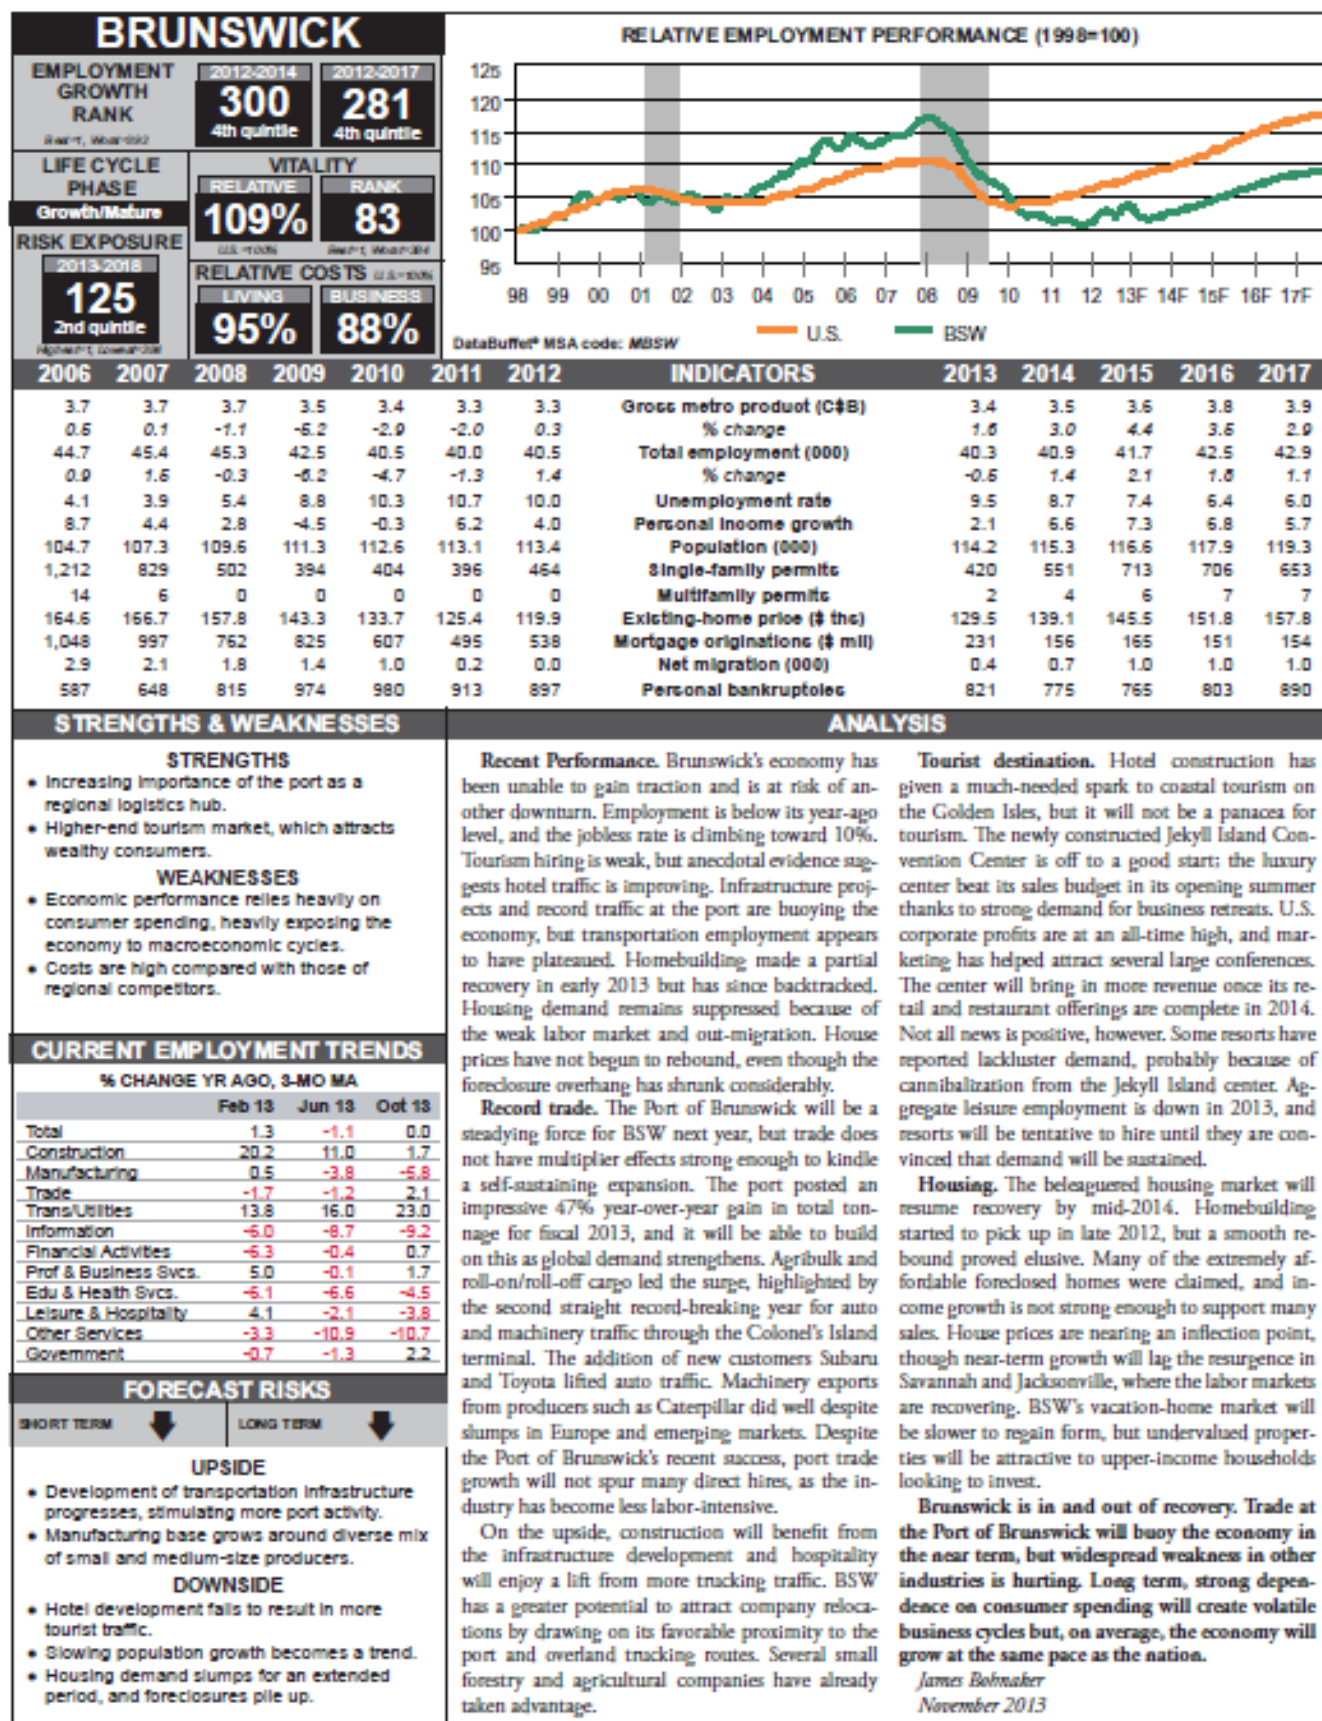 BRUNSWICK
EMPLOYMENT
GROWTH
RANK
2012-2014
300
4th quintile
2012-2017
281
4th quintile
LIFE CYCLE
PHASE
Growth/Mature
VITALITY
RELATIVE
109%
U.S.=100%
RANK
83
RISK EXPOSURE
2013-2018
125
2nd quintile
RELATIVE COSTS U.S.=100%
LIVING
95%
BUSINESS
88%
RELATIVE EMPLOYMENT PERFORMANCE (1998=100)
125
120
115
110
105
100
95
98 99 00 01 02 03 04 05 06 07 08 09 10 11 12 13F 14F 15F 16F 17F
U.S. BSW
DataBuffet® MSA code: MBSW
2006 2007 2008 2009 2010 2011 2012 INDICATORS 2013 2014 2015 2016 2017
3.7 3.7 3.7 3.5 3.4 3.3 3.3 Gross metro product (C$B) 3.4 3.5 3.6 3.8 3.9
0.1 -1.1 -2.9 -2.0 0.3 % change 3.0 4.4 2.9
44.7 45.4 45.3 42.5 40.5 40.0 40.5 Total employment (000) 40.3 40.9 41.7 42.5 42.9
0.9 -0.3 -4.7 -1.3 1.4 % change 1.4 2.1 1.1
4.1 3.9 5.4 8.8 10.3 10.7 10.0 Unemployment rate 9.5 8.7 7.4 6.4 6.0
8.7 4.4 2.8 -4.5 -0.3 6.2 4.0 Personal income growth 2.1 6.6 7.3 6.8 5.7
104.7 107.3 109.6 111.3 112.6 113.1 113.4 Population (000) 114.2 115.3 116.6 117.9 119.3
1,212 829 502 394 404 396 464 Single-family permits 420 551 713 706 653
14 6 0 0 0 0 0 Multifamily permits 2 4 6 7 7
164.6 166.7 157.8 143.3 133.7 125.4 119.9 Existing-home price ($ ths) 129.5 139.1 145.5 151.8 157.8
1,048 997 762 825 607 495 538 Mortgage originations ($ mil) 231 156 165 151 154
2.9 2.1 1.8 1.4 1.0 0.2 0.0 Net migration (000) 0.4 0.7 1.0 1.0 1.0
587 648 815 974 980 913 897 Personal bankruptcies 821 775 765 803 890
STRENGTHS & WEAKNESSES
STRENGTHS
• Increasing importance of the port as a
regional logistics hub.
• Higher-end tourism market, which attracts
wealthy consumers.
WEAKNESSES
• Economic performance relies heavily on
consumer spending, heavily exposing the
economy to macroeconomic cycles.
• Costs are high compared with those of
regional competitors.
CURRENT EMPLOYMENT TRENDS
% CHANGE YR AGO, 3-MO MA
Feb 13 Jun 13 Oct 13
Total 1.3 -1.1 0.0
Construction 20.2 11.0 1.7
Manufacturing 0.5 -3.8 -5.8
Trade -1.7 -1.2 2.1
Trans/Utilities 13.8 16.0 23.0
Information -6.0 -8.7 -9.2
Financial Activities -6.3 -0.4 0.7
Prof & Business Svcs. 5.0 -0.1 1.7
Edu & Health Svcs. -6.1 -6.6 -4.5
Leisure & Hospitality 4.1 -2.1 -3.8
Other Services -3.3 -10.9 -10.7
Government -0.7 -1.3 2.2
FORECAST RISKS
SHORT TERM LONG TERM
UPSIDE
• Development of transportation infrastructure
progresses, stimulating more port activity.
• Manufacturing base grows around diverse mix
of small and medium-size producers.
DOWNSIDE
• Hotel development fails to result in more
tourist traffic.
• Slowing population growth becomes a trend.
• Housing demand slumps for an extended
period, and foreclosures pile up.
ANALYSIS
Recent Performance. Brunswick's economy has
been unable to gain traction and is at risk of an-
other downturn. Employment is below its year-ago
level, and the jobless rate is climbing toward 10%.
Tourism hiring is weak, but anecdotal evidence sug-
gests hotel traffic is improving. Infrastructure proj-
ects and record traffic at the port are buoying the
economy, but transportation employment appears
to have plateaued. Homebuilding made a partial
recovery in early 2013 but has since backtracked.
Housing demand remains suppressed because of
the weak labor market and out-migration. House
prices have not begun to rebound, even though the
foreclosure overhang has shrunk considerably.
Record trade. The Port of Brunswick will be a
steadying force for BSW next year, but trade does
not have multiplier effects strong enough to kindle
a self-sustaining expansion. The port posted an
impressive 47% year-over-year gain in total ton-
nage for fiscal 2013, and it will be able to build
on this as global demand strengthens. Agribulk and
roll-on/roll-off cargo led the surge, highlighted by
the second straight record-breaking year for auto
and machinery traffic through the Colonel's Island
terminal. The addition of new customers Subaru
and Toyota lifted auto traffic. Machinery exports
from producers such as Caterpillar did well despite
slumps in Europe and emerging markets. Despite
the Port of Brunswick's recent success, port trade
growth will not spur many direct hires, as the in-
dustry has become less labor-intensive.
On the upside, construction will benefit from
the infrastructure development and hospitality
will enjoy a lift from more trucking traffic. BSW
has a greater potential to attract company reloca-
tions by drawing on its favorable proximity to the
port and overland trucking routes. Several small
forestry and agricultural companies have already
taken advantage.
Tourist destination. Hotel construction has
given a much-needed spark to coastal tourism on
the Golden Isles, but it will not be a panacea for
tourism. The newly constructed Jekyll Island Con-
vention Center is off to a good start; the luxury
center beat its sales budget in its opening summer
thanks to strong demand for business retreats. U.S.
corporate profits are at an all-time high, and mar-
keting has helped attract several large conferences.
The center will bring in more revenue once its re-
tail and restaurant offerings are complete in 2014.
Not all news is positive, however. Some resorts have
reported lackluster demand, probably because of
cannibalization from the Jekyll Island center. Ag-
gregate leisure employment is down in 2013, and
resorts will be tentative to hire until they are con-
vinced that demand will be sustained.
Housing. The beleaguered housing market will
resume recovery by mid-2014. Homebuilding
started to pick up in late 2012, but a smooth re-
bound proved elusive. Many of the extremely af-
fordable foreclosed homes were claimed, and in-
come growth is not strong enough to support many
sales. House prices are nearing an inflection point,
though near-term growth will lag the resurgence in
Savannah and Jacksonville, where the labor markets
are recovering. BSW's vacation-home market will
be slower to regain form, but undervalued proper-
ties will be attractive to upper-income households
looking to invest.
Brunswick is in and out of recovery. Trade at
the Port of Brunswick will buoy the economy in
the near term, but widespread weakness in other
industries is hurting. Long term, strong depen-
dence on consumer spending will create volatile
business cycles but, on average, the economy will
grow at the same pace as the nation.
James Bohnaker
November 2013